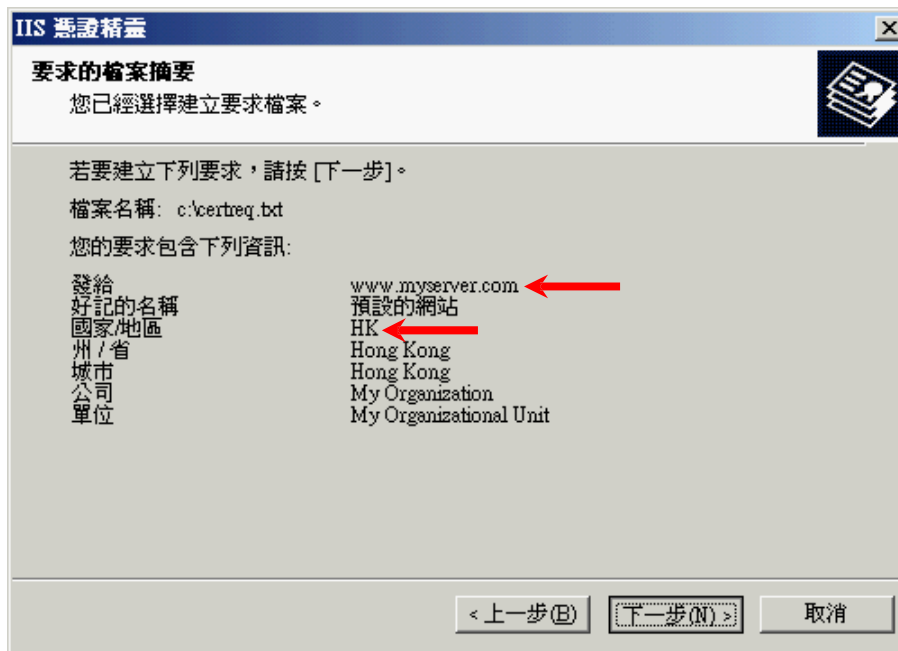 IIS 憑證精靈
要求的檔案摘要
您已經選擇建立要求檔案。
若要建立下列要求，請按 [下一步]。
檔案名稱: c:\certreq.txt
您的要求包含下列資訊:
發給 www.myserver.com
好記的名稱 預設的網站
國家/地區 HK
州 / 省 Hong Kong
城市 Hong Kong
公司 My Organization
單位 My Organizational Unit
< 上一步(B) 下一步(N) > 取消